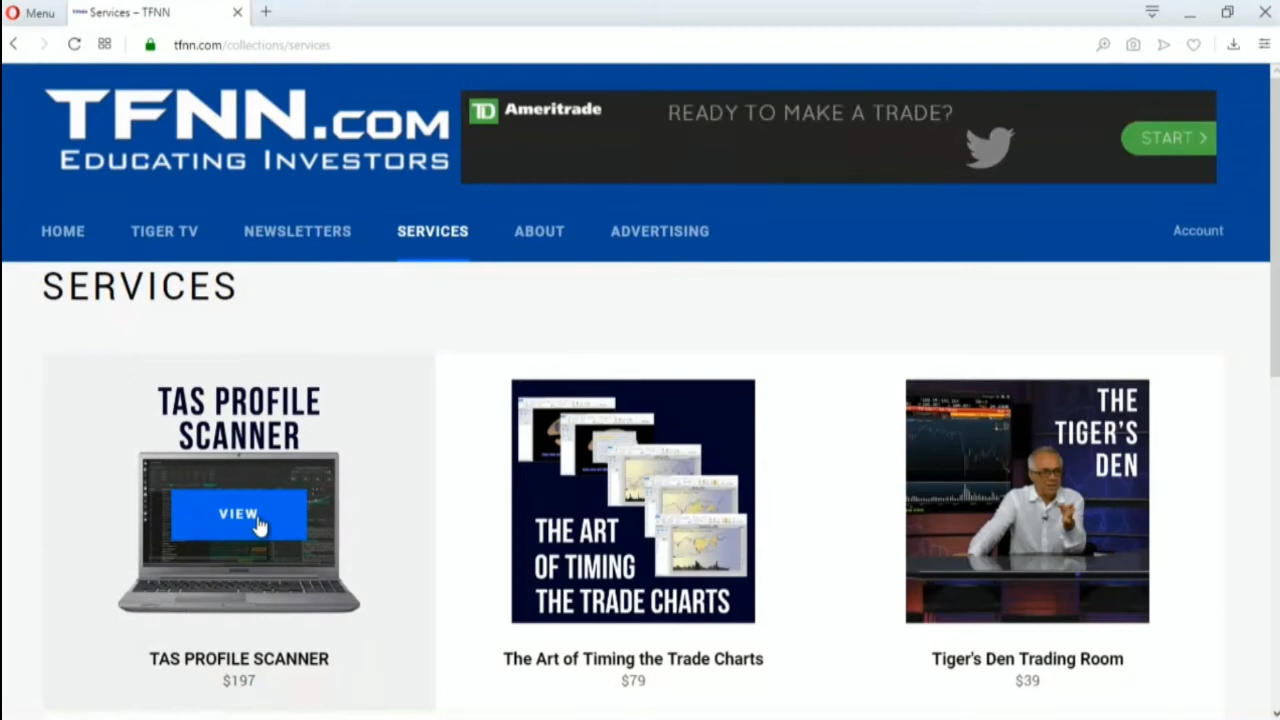 Menu
Services – TFNN
tfnn.com/collections/services
TFNN.COM
EDUCATING INVESTORS
TD Ameritrade
READY TO MAKE A TRADE?
START >
HOME
TIGER TV
NEWSLETTERS
SERVICES
ABOUT
ADVERTISING
Account
SERVICES
TAS PROFILE
SCANNER
VIEW
TAS PROFILE SCANNER
$197
THE ART
OF TIMING
THE TRADE CHARTS
The Art of Timing the Trade Charts
$79
THE
TIGER'S
DEN
Tiger's Den Trading Room
$39